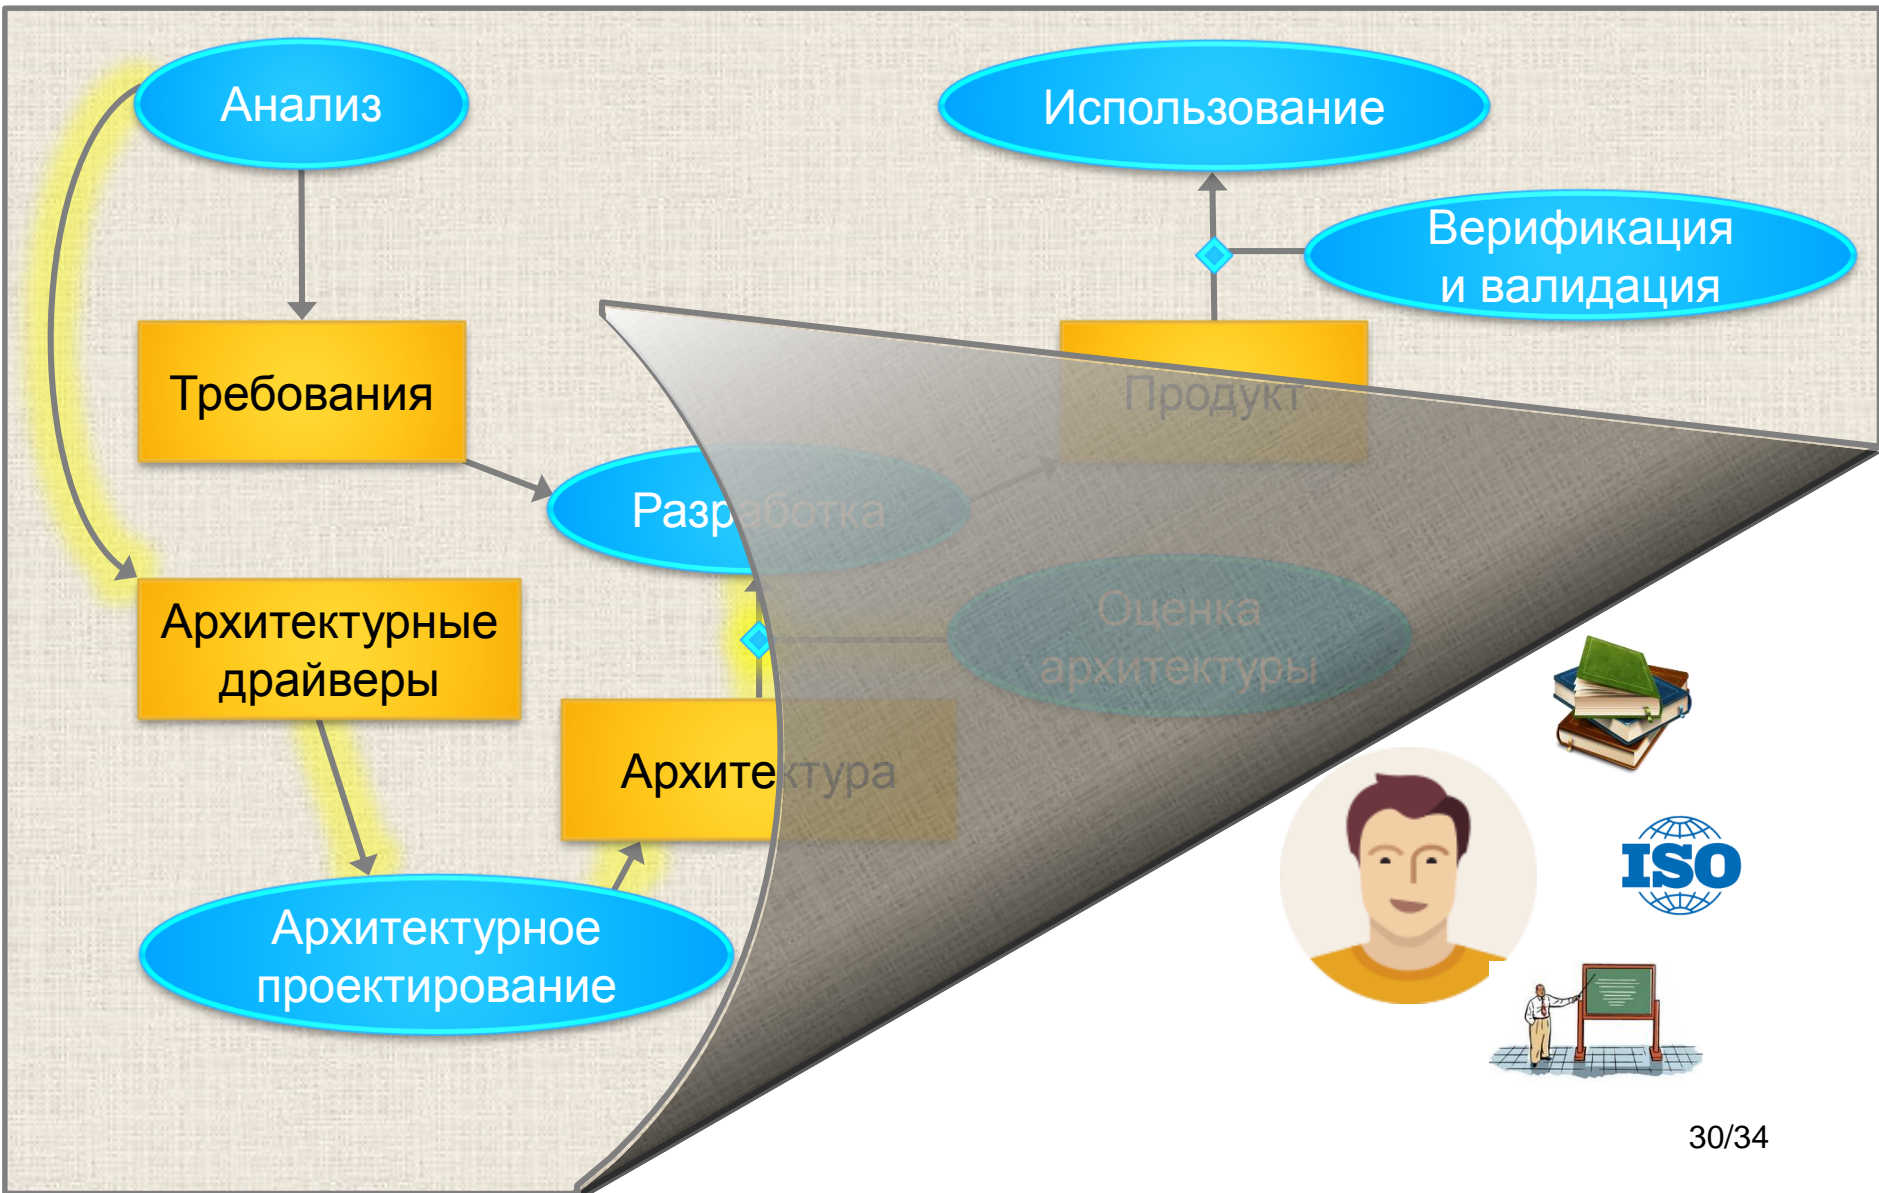 Анализ
Использование
Верификация
и валидация
Требования
Продукт
Разработка
Архитектурные
драйверы
Оценка
архитектуры
Архитектура
Архитектурное
проектирование
ISO
30/34